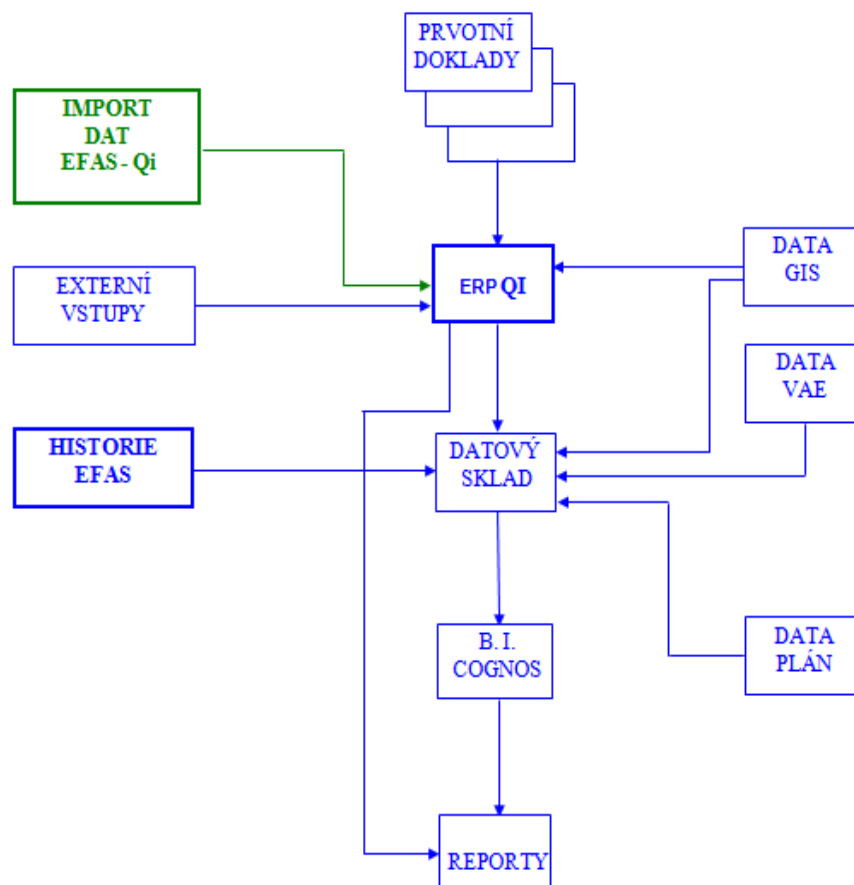 PRVOTNÍ
DOKLADY
IMPORT
DAT
EFAS - Qi
ERP QI
DATA
GIS
EXTERNÍ
VSTUPY
DATA
VAE
HISTORIE
EFAS
DATOVÝ
SKLAD
B. I.
COGNOS
DATA
PLÁN
REPORTY